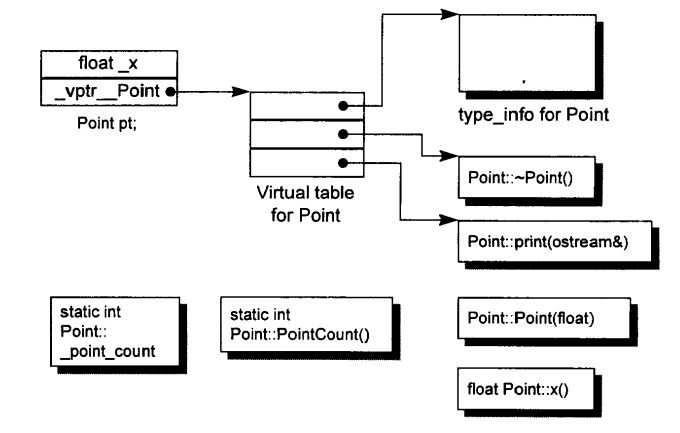 float _x
_vptr__Point
Point pt;
Virtual table
for Point
type_info for Point
Point::~Point()
Point::print(ostream&)
static int
Point::
_point_count
static int
Point::PointCount()
Point::Point(float)
float Point::x()